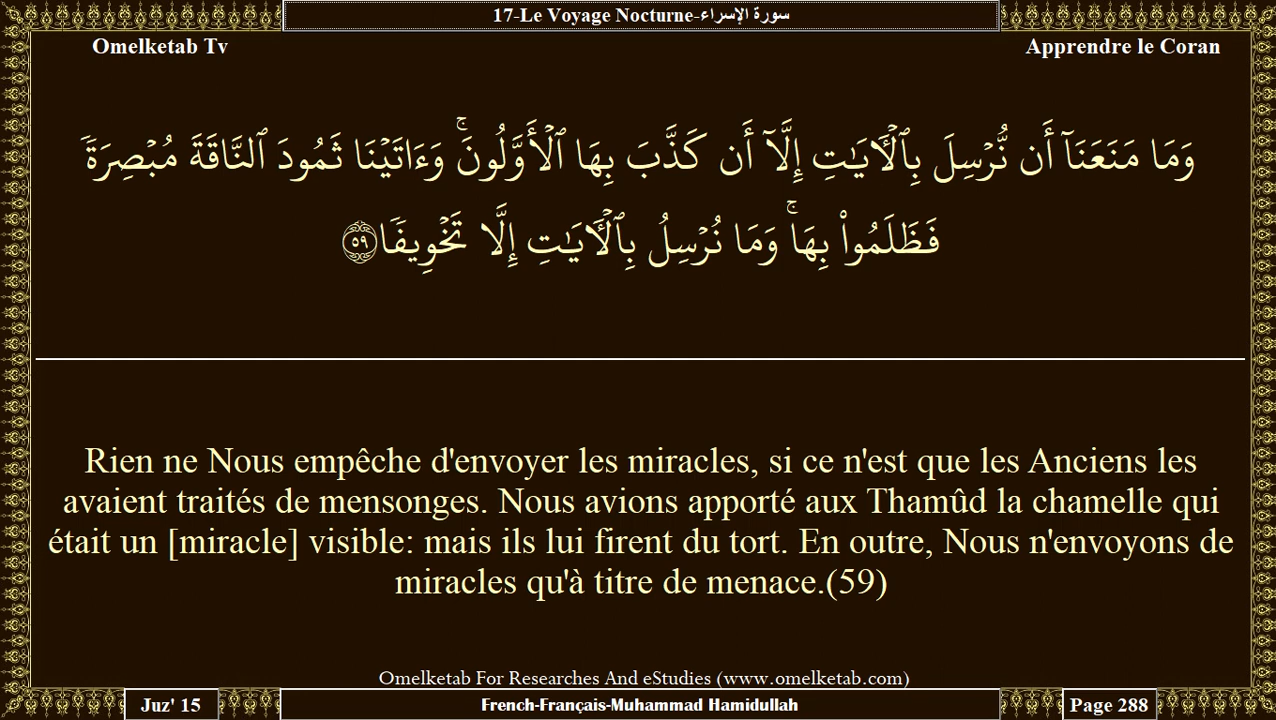 17-Le Voyage Nocturne-سورة الإسراء
Omelketab Tv
Apprendre le Coran
وَمَا مَنَعَنَآ أَن نُّرۡسِلَ بِٱلۡأٓيَٰتِ إِلَّآ أَن كَذَّبَ بِهَا ٱلۡأَوَّلُونَۚ وَءَاتَيۡنَا ثَمُودَ ٱلنَّاقَةَ مُبۡصِرَةٗ
فَظَلَمُواْ بِهَاۚ وَمَا نُرۡسِلُ بِٱلۡأٓيَٰتِ إِلَّا تَخۡوِيفٗا ٥٩
Rien ne Nous empêche d'envoyer les miracles, si ce n'est que les Anciens les
avaient traités de mensonges. Nous avions apporté aux Thamûd la chamelle qui
était un [miracle] visible: mais ils lui firent du tort. En outre, Nous n'envoyons de
miracles qu'à titre de menace.(59)
Omelketab For Researches And eStudies (www.omelketab.com)
Juz' 15
French-Français-Muhammad Hamidullah
Page 288